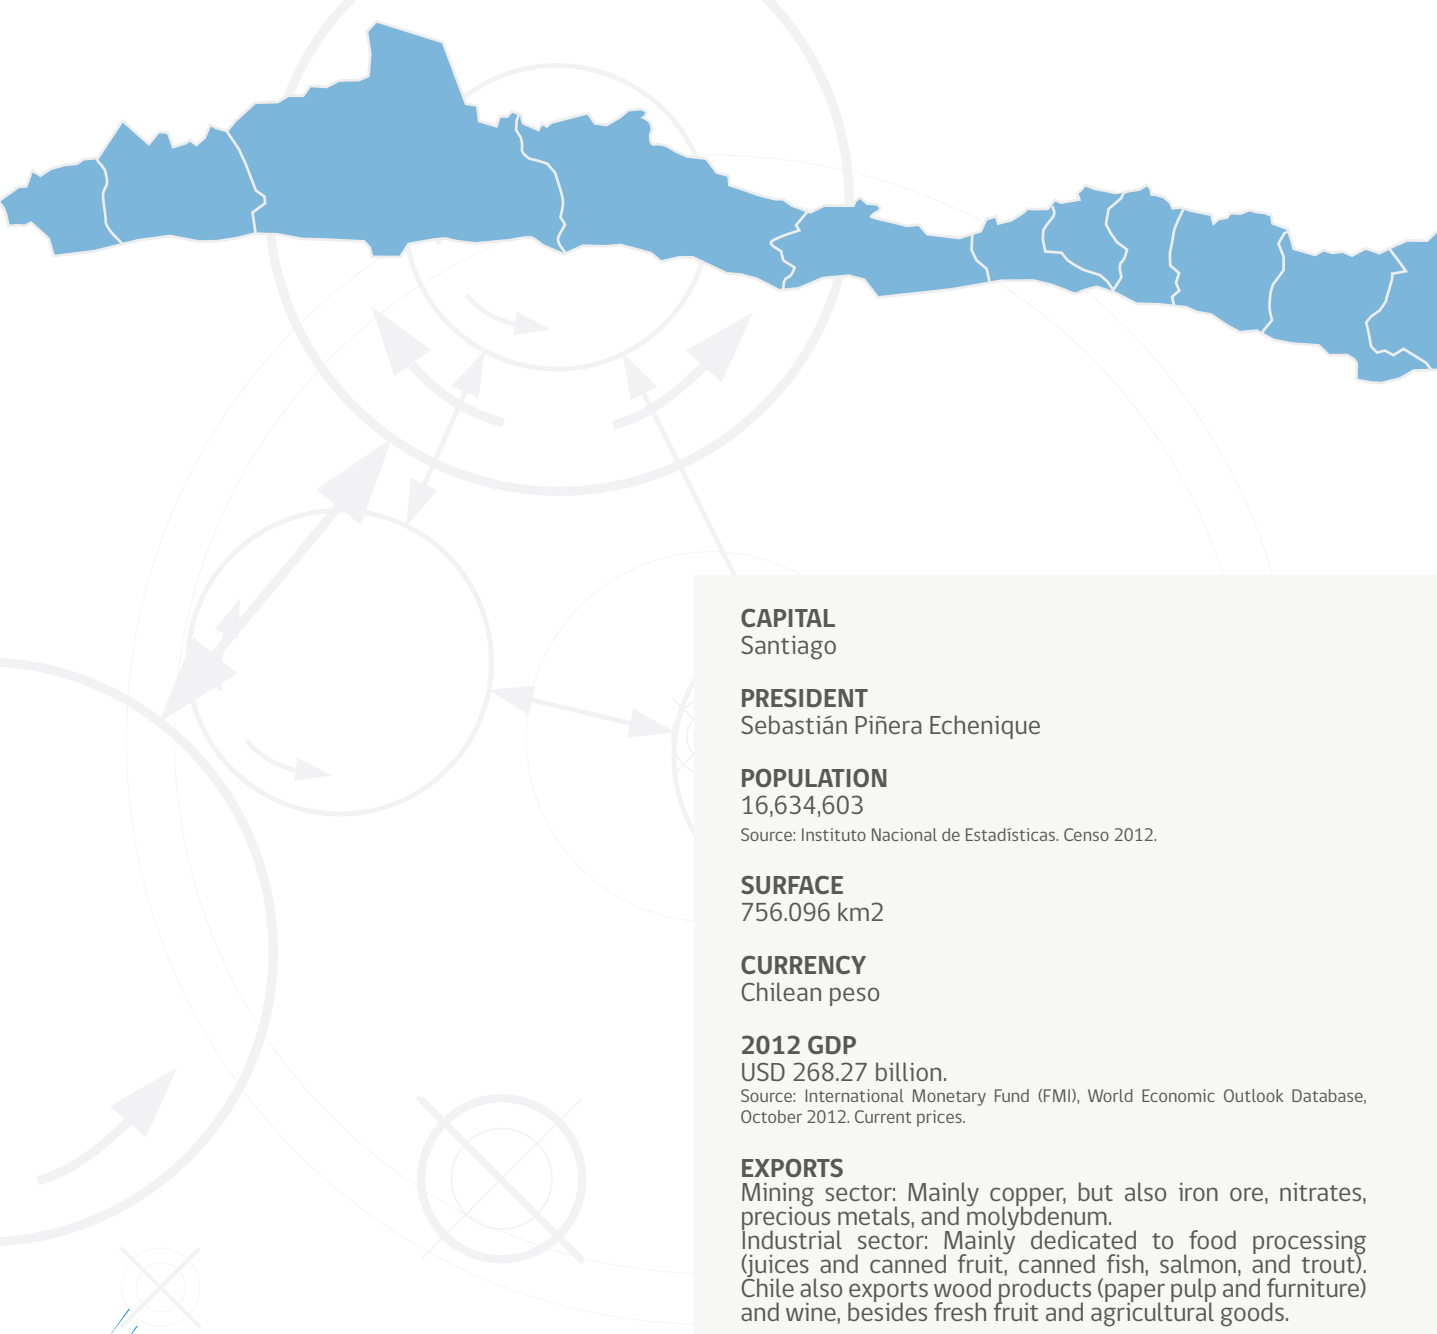 CAPITAL
Santiago
PRESIDENT
Sebastián Piñera Echenique
POPULATION
16,634,603
Source: Instituto Nacional de Estadísticas. Censo 2012.
SURFACE
756.096 km2
CURRENCY
Chilean peso
2012 GDP
USD 268.27 billion.
Source: International Monetary Fund (FMI), World Economic Outlook Database,
October 2012. Current prices.
EXPORTS
Mining sector: Mainly copper, but also iron ore, nitrates,
precious metals, and molybdenum.
Industrial sector: Mainly dedicated to food processing
(juices and canned fruit, canned fish, salmon, and trout).
Chile also exports wood products (paper pulp and furniture)
and wine, besides fresh fruit and agricultural goods.